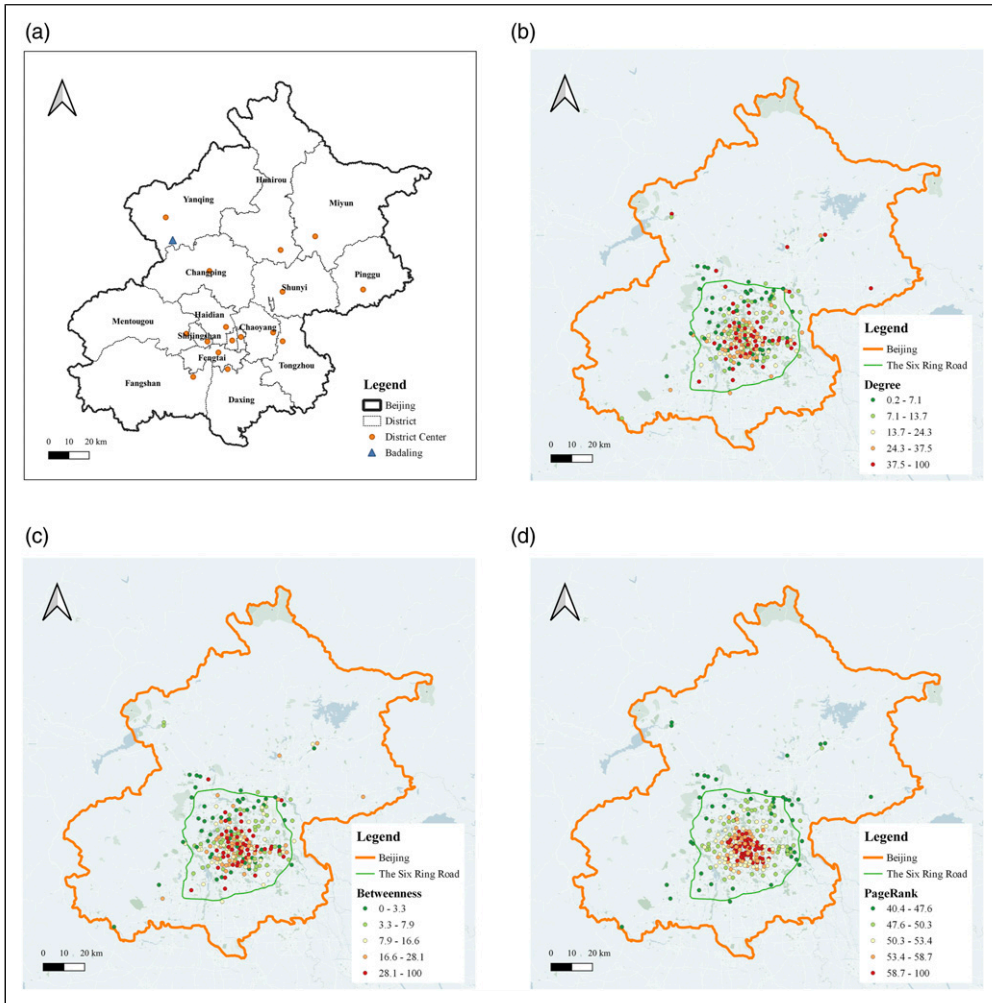 (a)
Huairou
Yanqing
Miyun
Changping
Pinggu
Shunyi
Haidian
Mentougou
Chaoyang
Shijingshan
Fengtai
Tongzhou
Fangshan
Daxing
Legend
Beijing
District
District Center
Badaling
0 10 20 km
(b)
Legend
Beijing
The Six Ring Road
Degree
0.2 - 7.1
7.1 - 13.7
13.7 - 24.3
24.3 - 37.5
37.5 - 100
0 10 20 km
(c)
Legend
Beijing
The Six Ring Road
Betweenness
0 - 3.3
3.3 - 7.9
7.9 - 16.6
16.6 - 28.1
28.1 - 100
0 10 20 km
(d)
Legend
Beijing
The Six Ring Road
PageRank
40.4 - 47.6
47.6 - 50.3
50.3 - 53.4
53.4 - 58.7
58.7 - 100
0 10 20 km